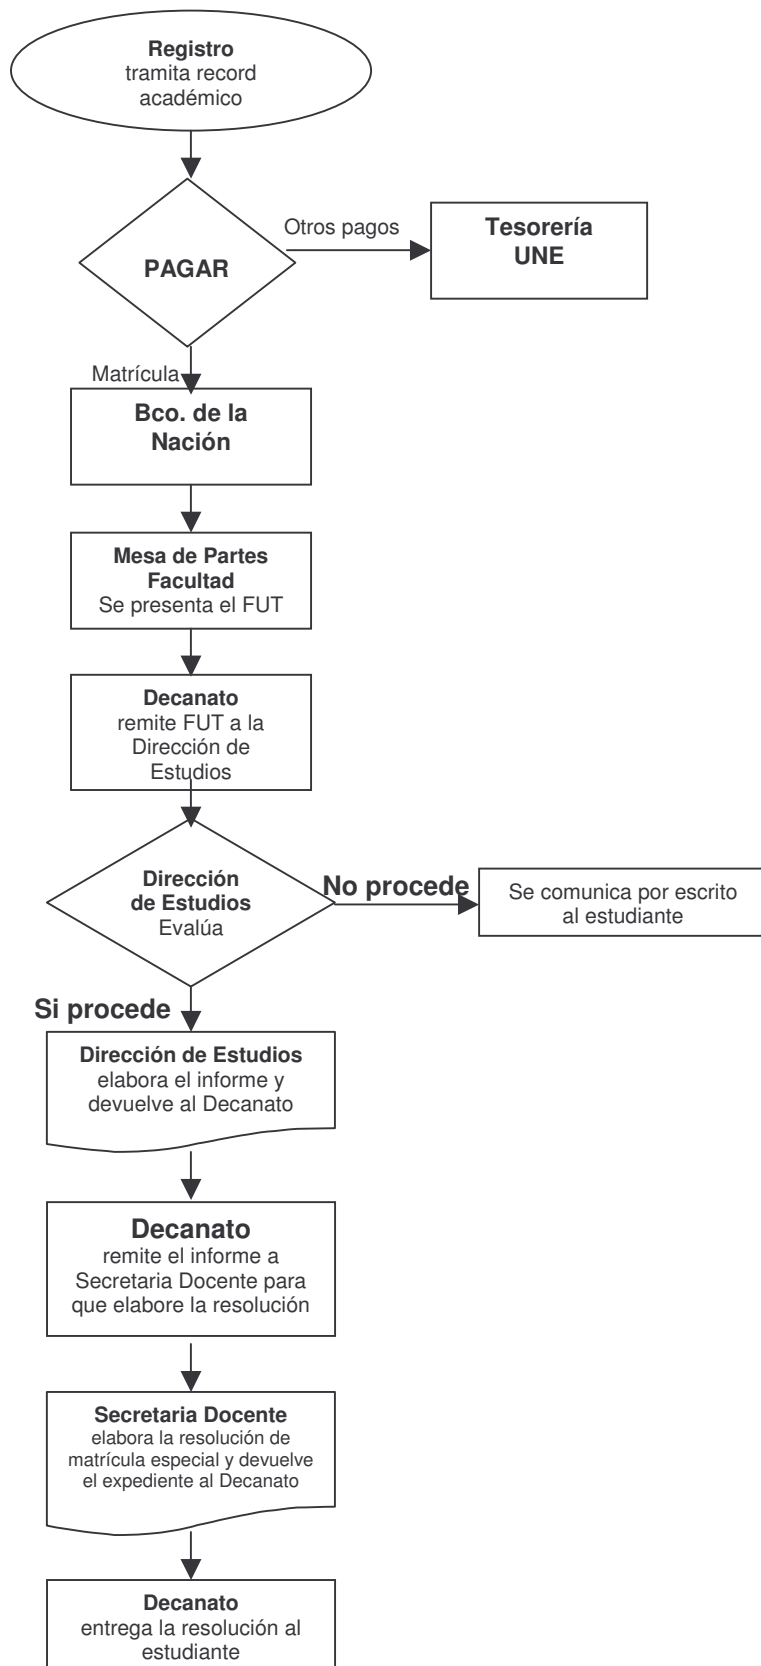 Registro
tramita record
académico
PAGAR
Otros pagos
Tesorería
UNE
Matrícula
Bco. de la
Nación
Mesa de Partes
Facultad
Se presenta el FUT
Decanato
remite FUT a la
Dirección de
Estudios
Dirección
de Estudios
Evalúa
No procede
Se comunica por escrito
al estudiante
Si procede
Dirección de Estudios
elabora el informe y
devuelve al Decanato
Decanato
remite el informe a
Secretaria Docente para
que elabore la resolución
Secretaria Docente
elabora la resolución de
matrícula especial y devuelve
el expediente al Decanato
Decanato
entrega la resolución al
estudiante